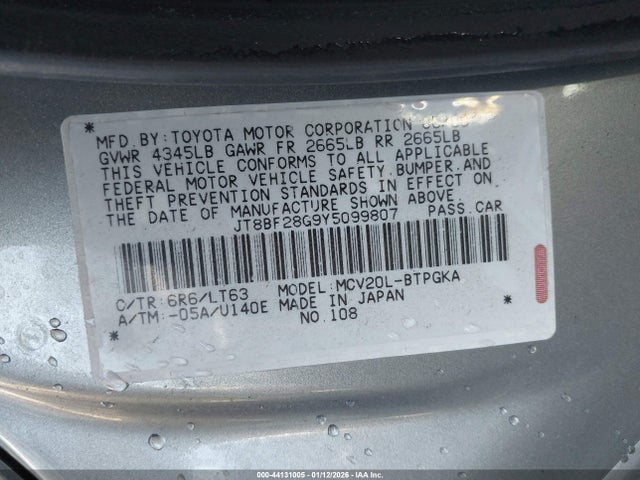 MFD. BY: TOYOTA MOTOR CORPORATION
GVWR 4345LB GAWR FR 2665LB RR 2665LB
THIS VEHICLE CONFORMS TO ALL APPLICABLE
FEDERAL MOTOR VEHICLE SAFETY, BUMPER, AND
THEFT PREVENTION STANDARDS IN EFFECT ON
THE DATE OF MANUFACTURE SHOWN ABOVE.
JT8BF28G9Y5099807 PASS. CAR
C/TR: 6R6/LT63 MODEL: MCV20L-BTPGKA
A/TM: -05A/U140E MADE IN JAPAN
NO. 108
000-44131005 - 01/12/2026 - IAAI.COM